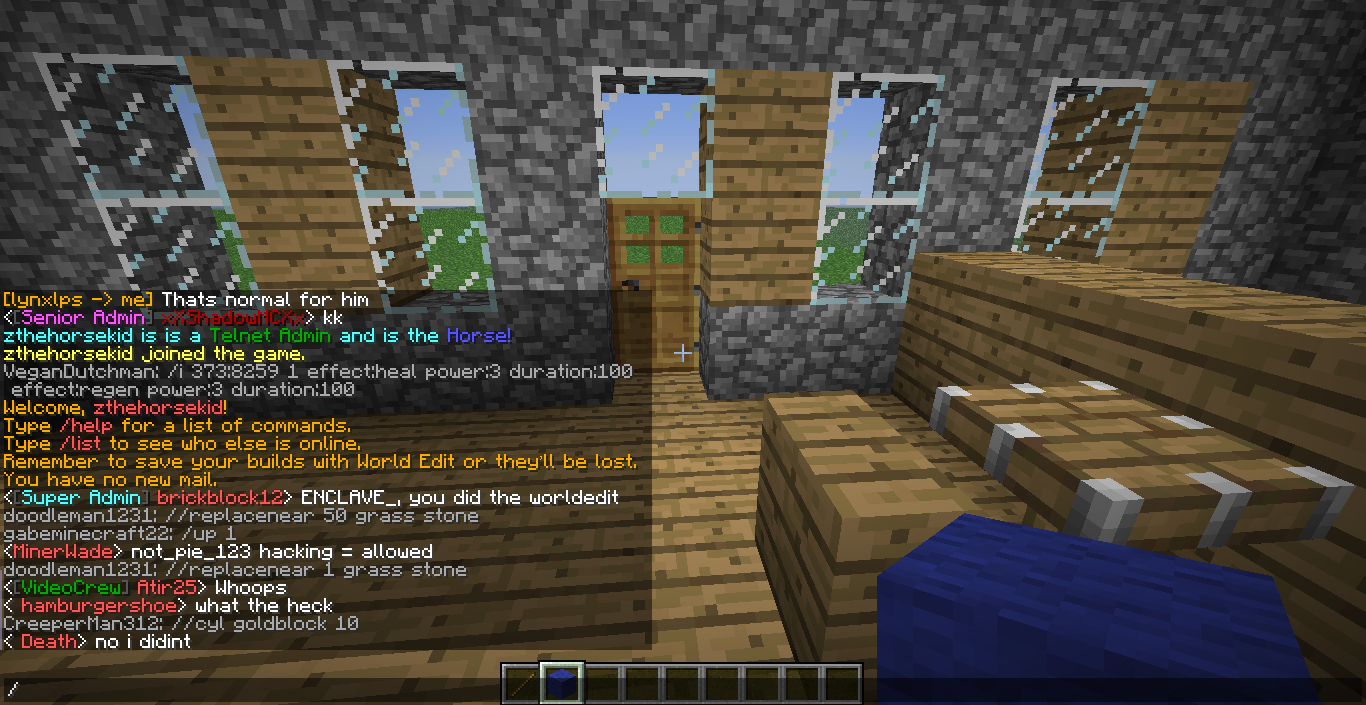 [lynxlps -> me] Thats normal for him
<[Senior Admin] xXShadowMCXx> kk
zthehorsekid is is a Telnet Admin and is the Horse!
zthehorsekid joined the game.
VeganDutchman: /i 373:8259 1 effect:heal power:3 duration:100
effect:regen power:3 duration:100
Welcome, zthehorsekid!
Type /help for a list of commands.
Type /list to see who else is online.
Remember to save your builds with World Edit or they'll be lost.
You have no new mail.
<[Super Admin] brickblock12> ENCLAVE_, you did the worldedit
doodleman1231: //replacenear 50 grass stone
gabeminecraft22: /up 1
<MinerWade> not_pie_123 hacking = allowed
doodleman1231: //replacenear 1 grass stone
<[VideoCrew] Atir25> Whoops
< hamburgershoe> what the heck
CreeperMan312: //cyl goldblock 10
< Death> no i didint
/